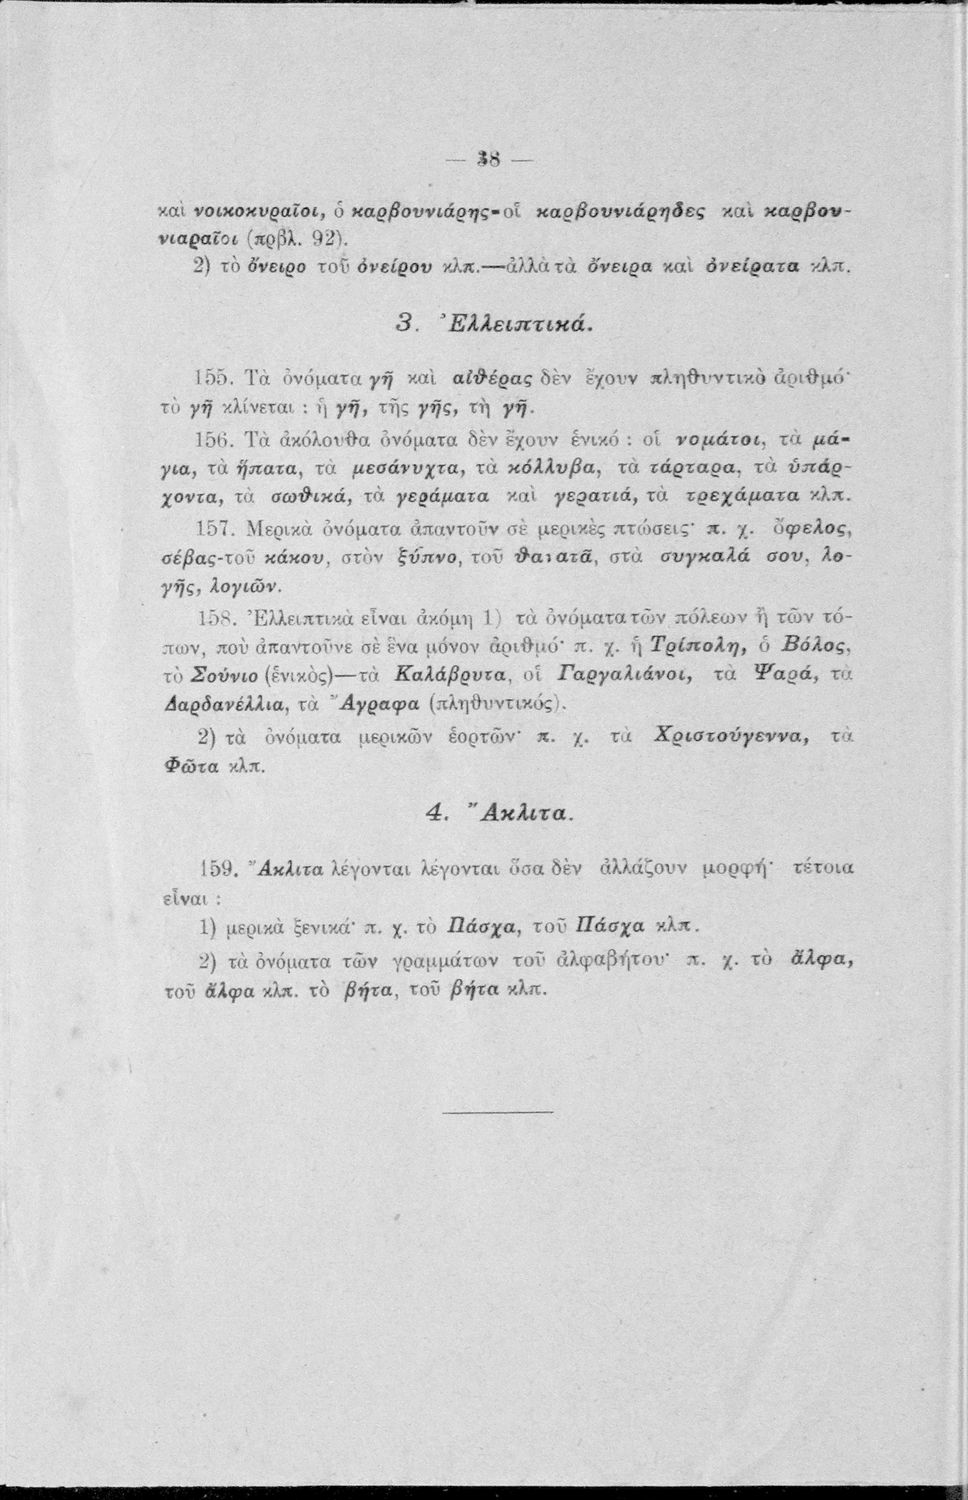 — 38 —
καὶ νοικοκυραῖοι, ὁ καρβουνιάρης-οἱ καρβουνιάρηδες καὶ καρβου-
νιαραῖοι (πρβλ. 92).
2) τὸ ὄνειρο τοῦ ὀνείρου κλπ.—ἀλλὰ τὰ ὄνειρα καὶ ὀνείρατα κλπ.
3. Ἐλλειπτικά.
155. Τὰ ὀνόματα γῆ καὶ αἰθέρας δὲν ἔχουν πληθυντικὸ ἀριθμό·
τὸ γῆ κλίνεται : ἡ γῆ, τῆς γῆς, τὴ γῆ.
156. Τὰ ἀκόλουθα ὀνόματα δὲν ἔχουν ἑνικό : οἱ νομάτοι, τὰ μά-
για, τὰ ἥπατα, τὰ μεσάνυχτα, τὰ κόλλυβα, τὰ τάρταρα, τὰ ὑπάρ-
χοντα, τὰ σωθικά, τὰ γεράματα καὶ γερατιά, τὰ τρεχάματα κλπ.
157. Μερικὰ ὀνόματα ἀπαντοῦν σὲ μερικὲς πτώσεις· π. χ. ὄφελος,
σέβας-τοῦ κάκου, στὸν ξύπνο, τοῦ θανατᾶ, στὰ συγκαλά σου, λο-
γῆς, λογιῶν.
158. Ἐλλειπτικὰ εἶναι ἀκόμη 1) τὰ ὀνόματα τῶν πόλεων ἢ τῶν τό-
πων, ποὺ ἀπαντοῦνε σὲ ἕνα μόνον ἀριθμό· π. χ. ἡ Τρίπολη, ὁ Βόλος,
τὸ Σούνιο (ἑνικὸς)—τὰ Καλάβρυτα, οἱ Γαργαλιάνοι, τὰ Ψαρά, τὰ
Δαρδανέλλια, τὰ Ἄγραφα (πληθυντικός).
2) τὰ ὀνόματα μερικῶν ἑορτῶν· π. χ. τὰ Χριστούγεννα, τὰ
Φῶτα κλπ.
4. Ἄκλιτα.
159. Ἄκλιτα λέγονται λέγονται ὅσα δὲν ἀλλάζουν μορφή· τέτοια
εἶναι :
1) μερικὰ ξενικά· π. χ. τὸ Πάσχα, τοῦ Πάσχα κλπ.
2) τὰ ὀνόματα τῶν γραμμάτων τοῦ ἀλφαβήτου· π. χ. τὸ ἄλφα,
τοῦ ἄλφα κλπ. τὸ βήτα, τοῦ βήτα κλπ.